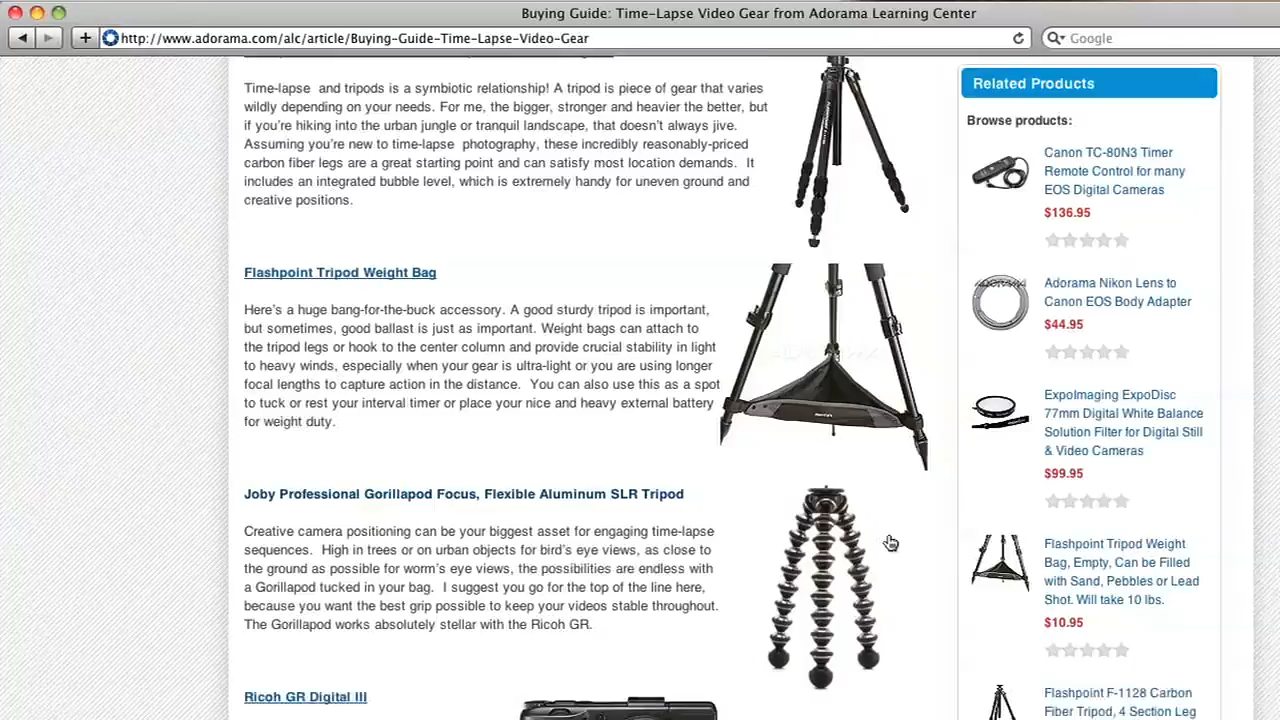 Buying Guide: Time-Lapse Video Gear from Adorama Learning Center
http://www.adorama.com/alc/article/Buying-Guide-Time-Lapse-Video-Gear
Google
Time-lapse and tripods is a symbiotic relationship! A tripod is piece of gear that varies
wildly depending on your needs. For me, the bigger, stronger and heavier the better, but
if you're hiking into the urban jungle or tranquil landscape, that doesn't always jive.
Assuming you're new to time-lapse photography, these incredibly reasonably-priced
carbon fiber legs are a great starting point and can satisfy most location demands. It
includes an integrated bubble level, which is extremely handy for uneven ground and
creative positions.
Flashpoint Tripod Weight Bag
Here's a huge bang-for-the-buck accessory. A good sturdy tripod is important,
but sometimes, good ballast is just as important. Weight bags can attach to
the tripod legs or hook to the center column and provide crucial stability in light
to heavy winds, especially when your gear is ultra-light or you are using longer
focal lengths to capture action in the distance. You can also use this as a spot
to tuck or rest your interval timer or place your nice and heavy external battery
for weight duty.
Joby Professional Gorillapod Focus, Flexible Aluminum SLR Tripod
Creative camera positioning can be your biggest asset for engaging time-lapse
sequences. High in trees or on urban objects for bird's eye views, as close to
the ground as possible for worm's eye views, the possibilities are endless with
a Gorillapod tucked in your bag. I suggest you go for the top of the line here,
because you want the best grip possible to keep your videos stable throughout.
The Gorillapod works absolutely stellar with the Ricoh GR.
Ricoh GR Digital III
Related Products
Browse products:
Canon TC-80N3 Timer
Remote Control for many
EOS Digital Cameras
$136.95
Adorama Nikon Lens to
Canon EOS Body Adapter
$44.95
ExpoImaging ExpoDisc
77mm Digital White Balance
Solution Filter for Digital Still
& Video Cameras
$99.95
Flashpoint Tripod Weight
Bag, Empty, Can be Filled
with Sand, Pebbles or Lead
Shot. Will take 10 lbs.
$10.95
Flashpoint F-1128 Carbon
Fiber Tripod, 4 Section Leg